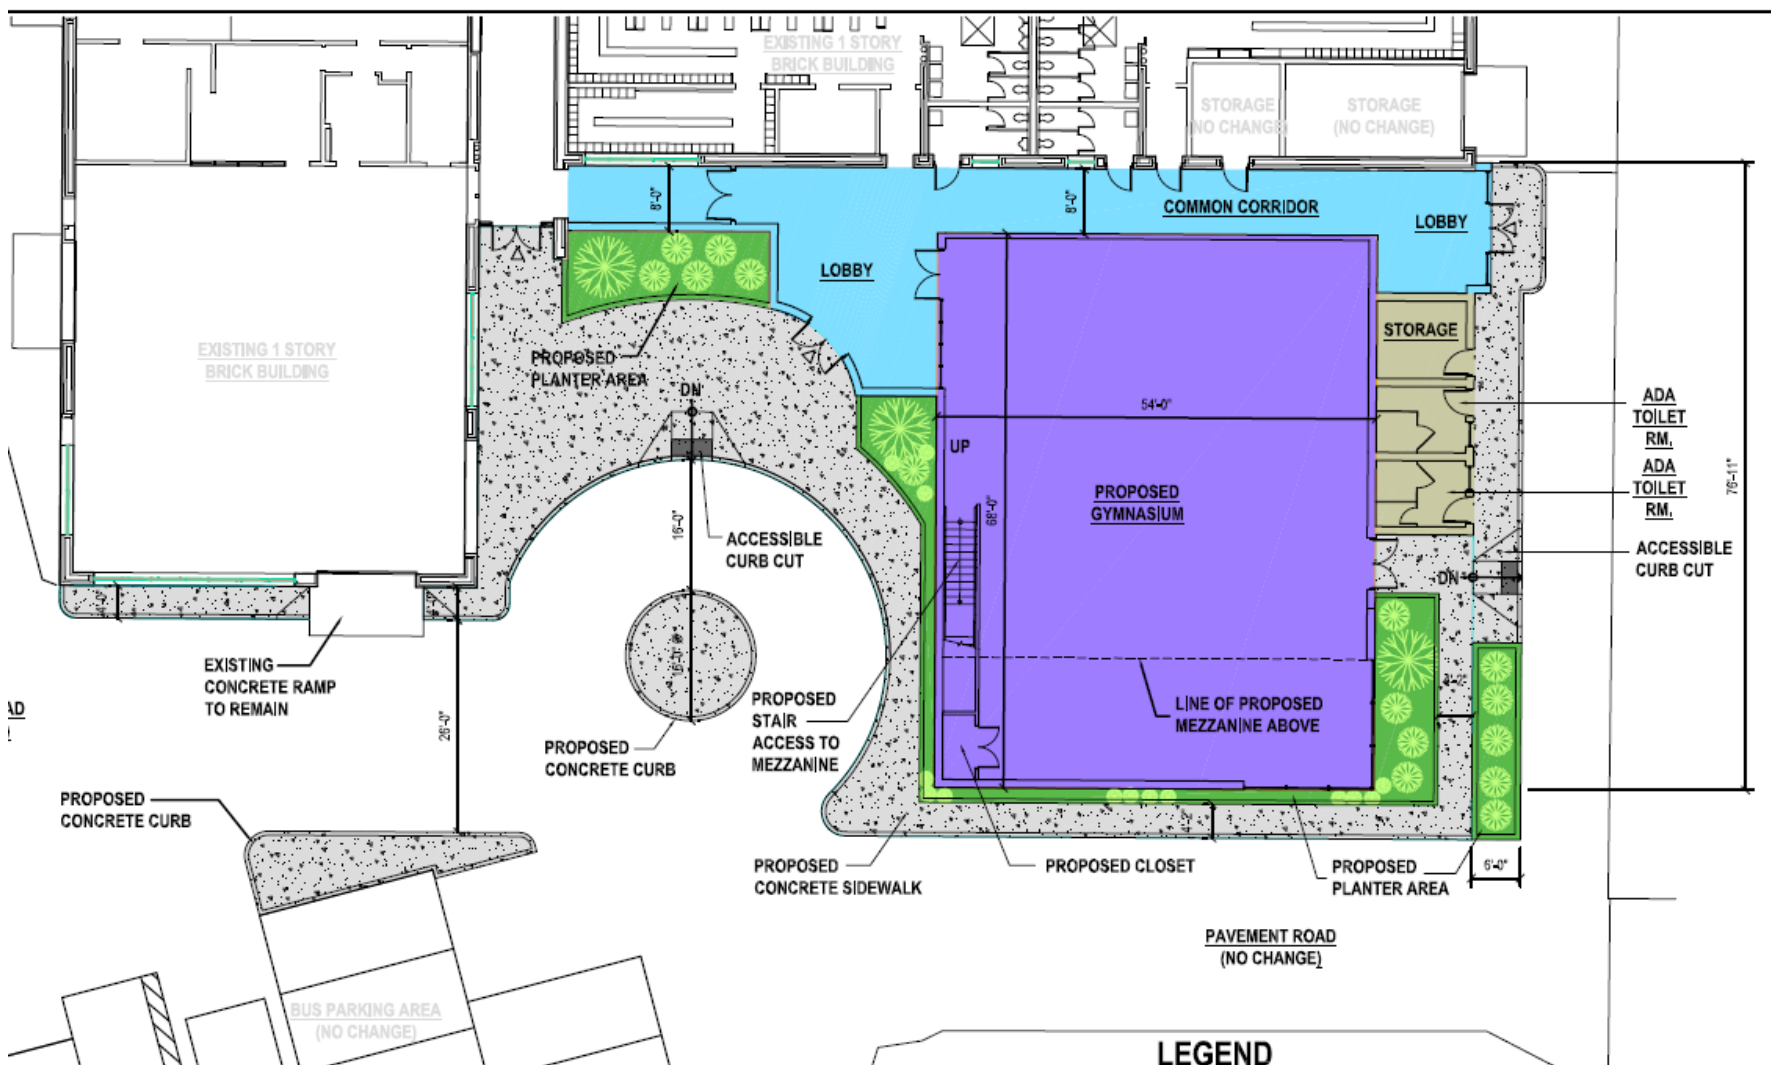 EXISTING 1 STORY
BRICK BUILDING
STORAGE
(NO CHANGE)
STORAGE
(NO CHANGE)
8'-0"
8'-0"
COMMON CORRIDOR
LOBBY
LOBBY
STORAGE
EXISTING 1 STORY
BRICK BUILDING
PROPOSED
PLANTER AREA
DN
54'-0"
ADA
TOILET
RM.
ADA
TOILET
RM.
76'-11"
UP
PROPOSED
GYMNASIUM
68'-0"
16'-0"
ACCESSIBLE
CURB CUT
ACCESSIBLE
CURB CUT
DN
EXISTING
CONCRETE RAMP
TO REMAIN
26'-0"
16'-0"
PROPOSED
STAIR
ACCESS TO
MEZZANINE
LINE OF PROPOSED
MEZZANINE ABOVE
AD
PROPOSED
CONCRETE CURB
PROPOSED
CONCRETE CURB
PROPOSED
CONCRETE SIDEWALK
PROPOSED CLOSET
PROPOSED
PLANTER AREA
6'-0"
PAVEMENT ROAD
(NO CHANGE)
BUS PARKING AREA
(NO CHANGE)
LEGEND